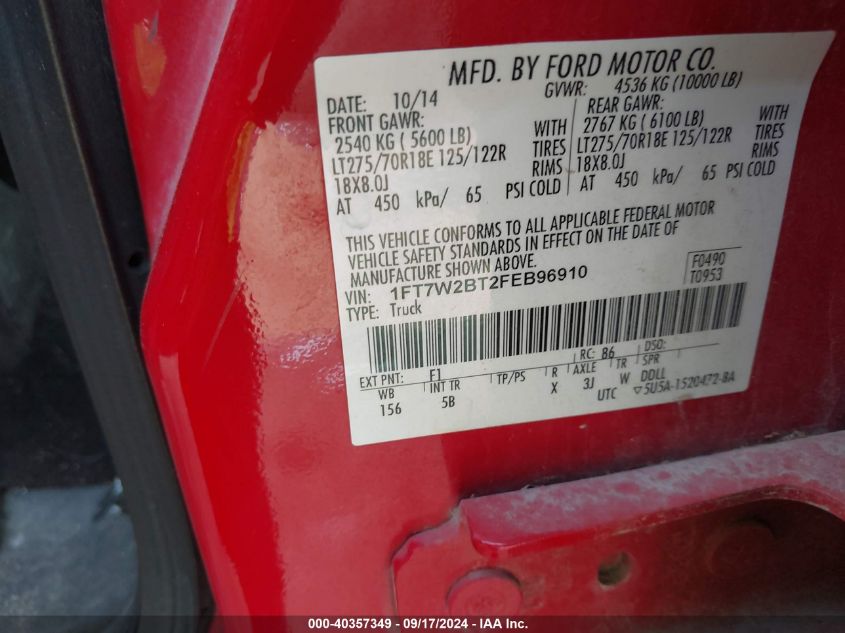 MFD. BY FORD MOTOR CO.
DATE: 10/14 GVWR: 4536 KG (10000 LB)
FRONT GAWR: REAR GAWR:
2540 KG ( 5600 LB) WITH 2767 KG ( 6100 LB) WITH
LT275/70R18E 125/122R TIRES LT275/70R18E 125/122R TIRES
18X8.0J RIMS 18X8.0J RIMS
AT 450 kPa/ 65 PSI COLD AT 450 kPa/ 65 PSI COLD
THIS VEHICLE CONFORMS TO ALL APPLICABLE FEDERAL MOTOR
VEHICLE SAFETY STANDARDS IN EFFECT ON THE DATE OF
MANUFACTURE SHOWN ABOVE.
VIN: 1FT7W2BT2FEB96910
TYPE: Truck
F0490
T0953
EXT PNT: F1 RC: B6 DSO:
WB INT TR TP/PS R AXLE TR SPR
156 5B X 3J W DDLL
UTC ▽5U5A-1520472-BA
000-40357349 - 09/17/2024 - IAA Inc.